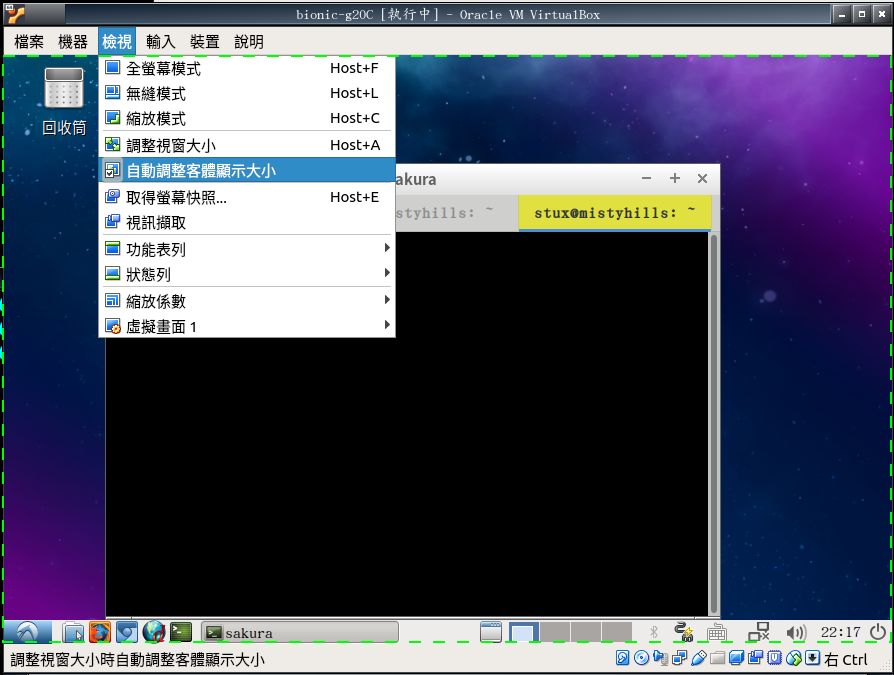 bionic-g20C [執行中] - Oracle VM VirtualBox
檔案 機器 檢視 輸入 裝置 說明
回收筒
全螢幕模式 Host+F
無縫模式 Host+L
縮放模式 Host+C
調整視窗大小 Host+A
自動調整客體顯示大小
取得螢幕快照... Host+E
視訊擷取
功能表列
狀態列
縮放係數
虛擬畫面 1
akura
styhills: ~ stux@mistyhills: ~
sakura 22:17
調整視窗大小時自動調整客體顯示大小 右 Ctrl